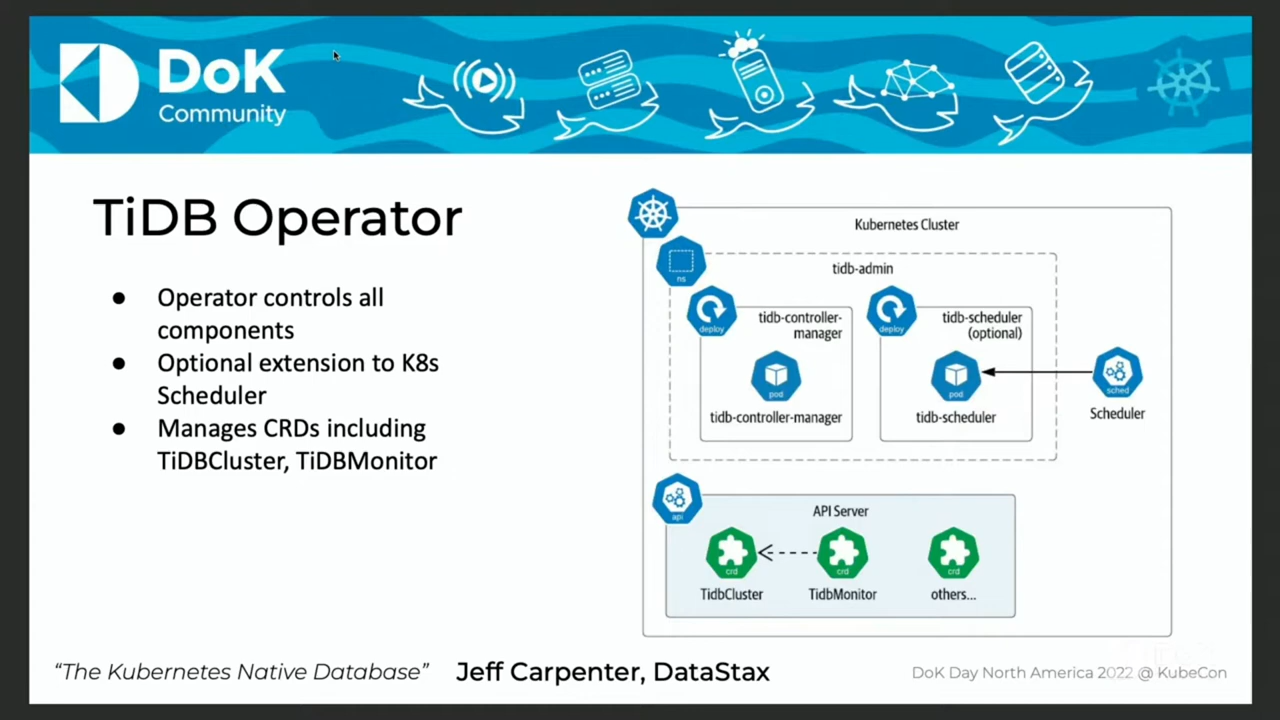 DoK
Community
TiDB Operator
● Operator controls all
components
● Optional extension to K8s
Scheduler
● Manages CRDs including
TiDBCluster, TiDBMonitor
Kubernetes Cluster
ns
tidb-admin
deploy
tidb-controller-
manager
pod
tidb-controller-manager
deploy
tidb-scheduler
(optional)
pod
tidb-scheduler
sched
Scheduler
api
API Server
crd
TidbCluster
crd
TidbMonitor
crd
others...
“The Kubernetes Native Database”
Jeff Carpenter, DataStax
DoK Day North America 2022 @ KubeCon